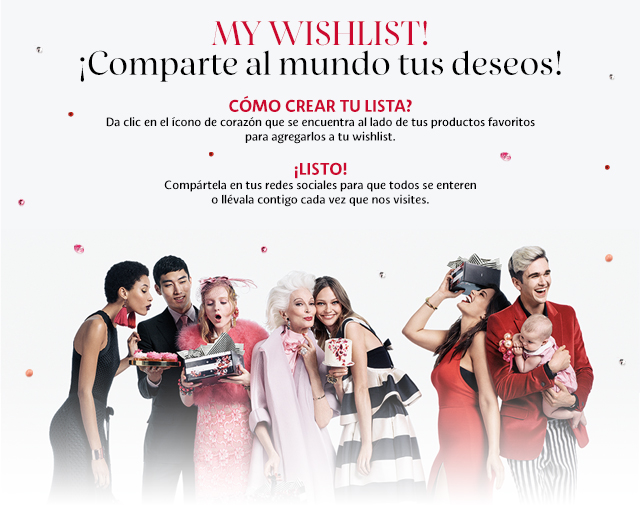 MY WISHLIST!
¡Comparte al mundo tus deseos!
CÓMO CREAR TU LISTA?
Da clic en el ícono de corazón que se encuentra al lado de tus productos favoritos
para agregarlos a tu wishlist.
¡LISTO!
Compártela en tus redes sociales para que todos se enteren
o llévala contigo cada vez que nos visites.